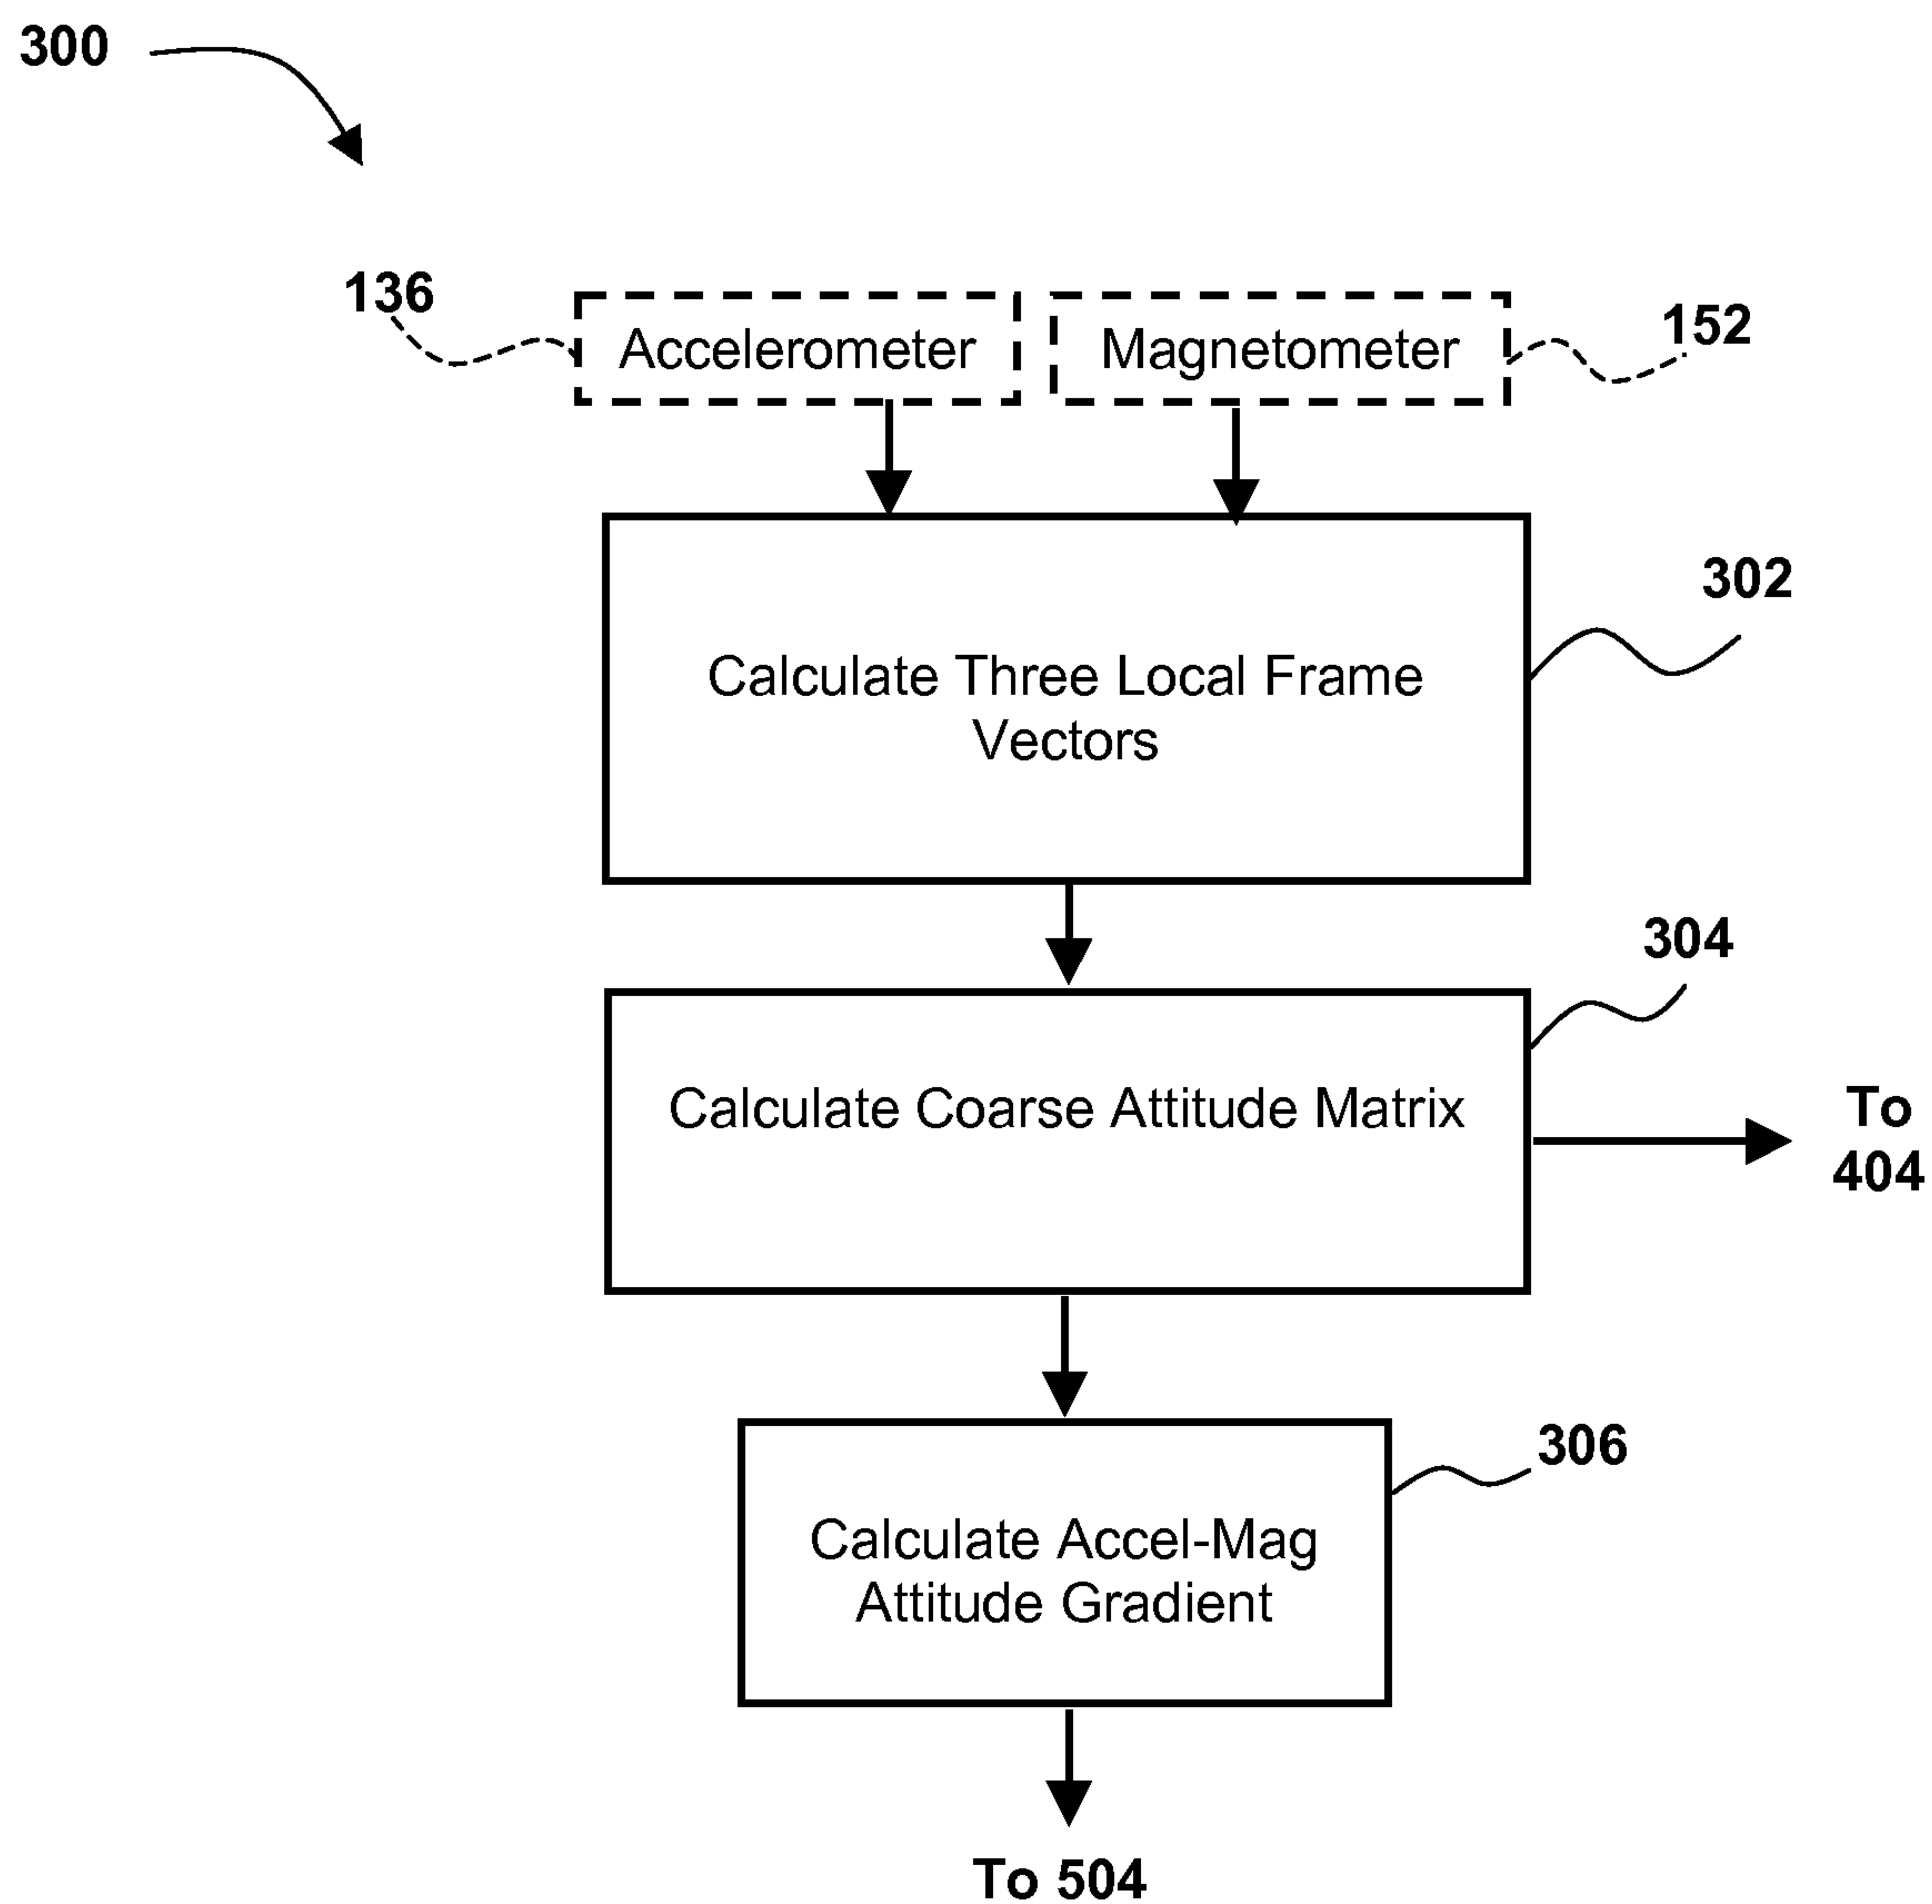 300
136
Accelerometer
Magnetometer
152
Calculate Three Local Frame
Vectors
302
304
Calculate Coarse Attitude Matrix
To
404
306
Calculate Accel-Mag
Attitude Gradient
To 504